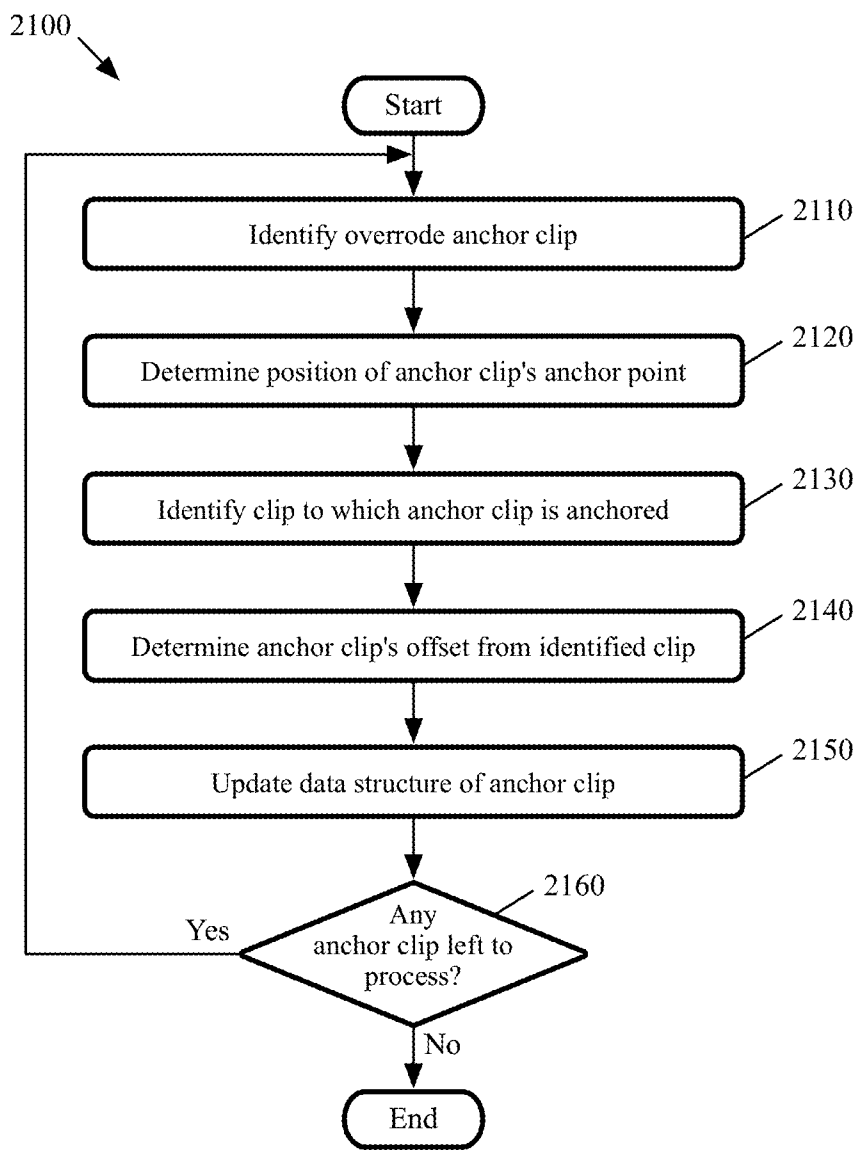 2100
Start
Identify overrode anchor clip
2110
Determine position of anchor clip's anchor point
2120
Identify clip to which anchor clip is anchored
2130
Determine anchor clip's offset from identified clip
2140
Update data structure of anchor clip
2150
2160
Any
anchor clip left to
process?
Yes
No
End